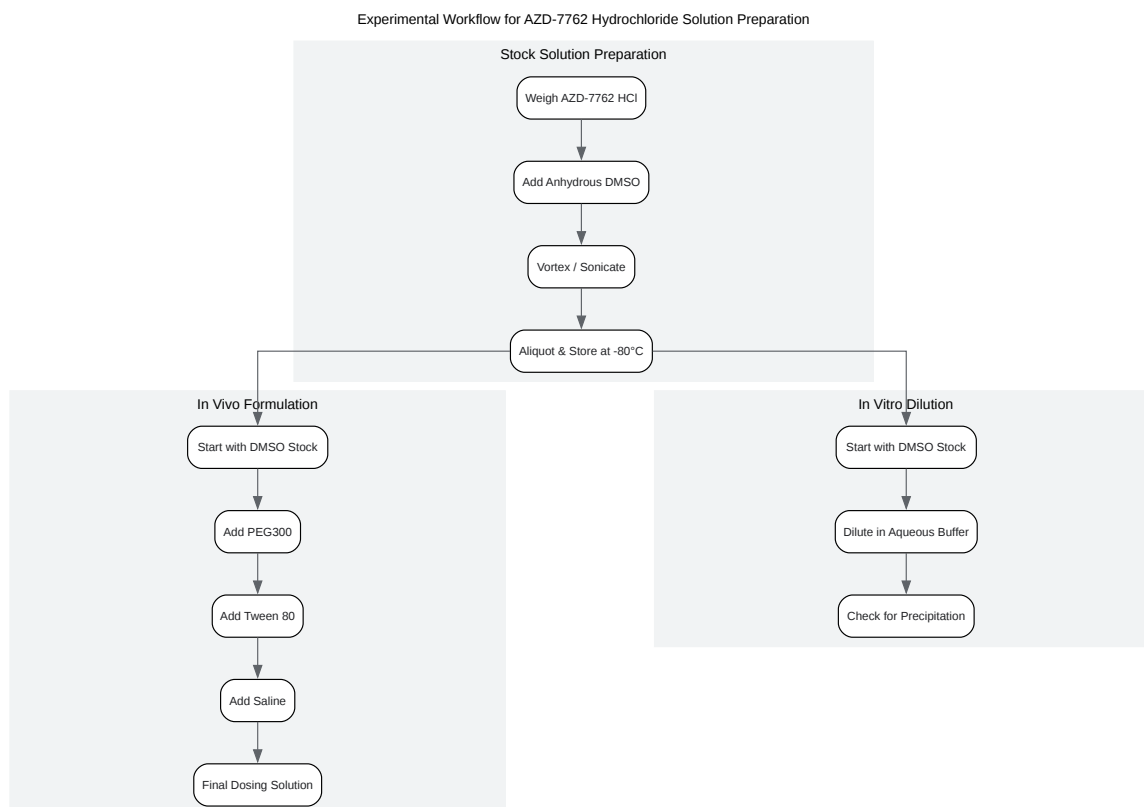 Experimental Workflow for AZD-7762 Hydrochloride Solution Preparation
Stock Solution Preparation
Weigh AZD-7762 HCl
Add Anhydrous DMSO
Vortex / Sonicate
Aliquot & Store at -80°C
In Vivo Formulation
Start with DMSO Stock
Add PEG300
Add Tween 80
Add Saline
Final Dosing Solution
In Vitro Dilution
Start with DMSO Stock
Dilute in Aqueous Buffer
Check for Precipitation